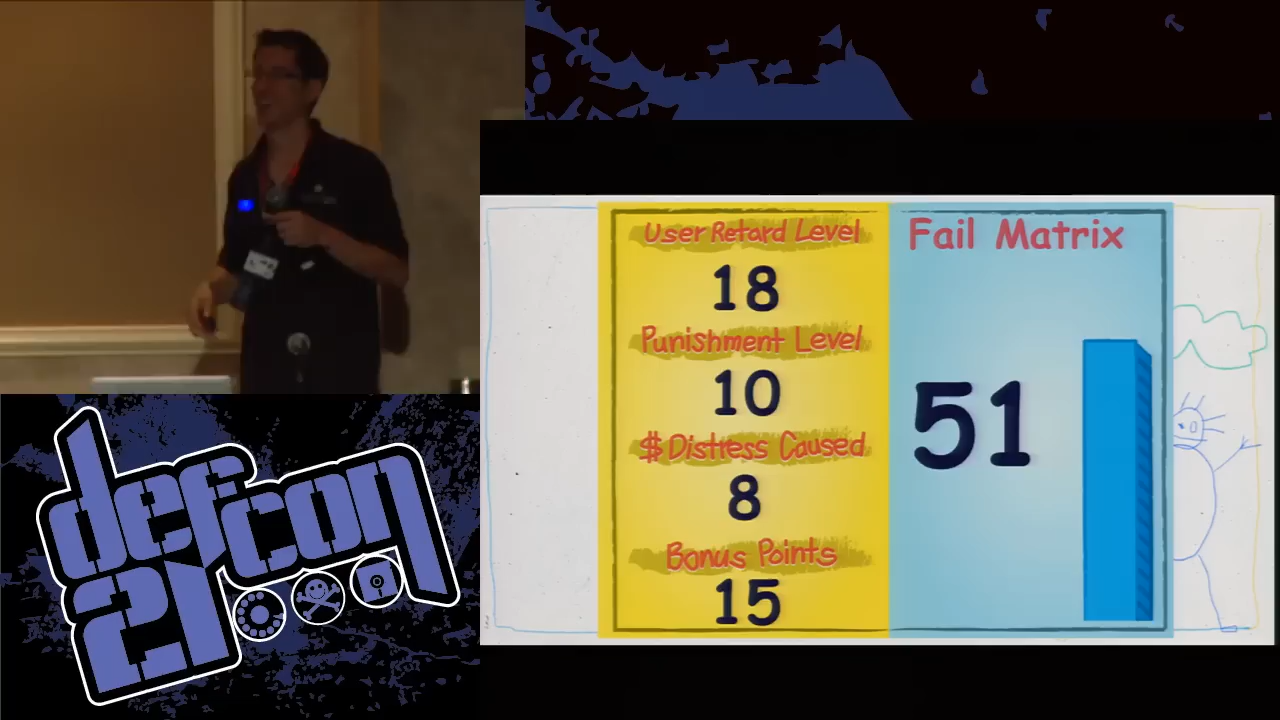 User Retard Level
18
Punishment Level
10
$ Distress Caused
8
Bonus Points
15
Fail Matrix
51
defcon
21